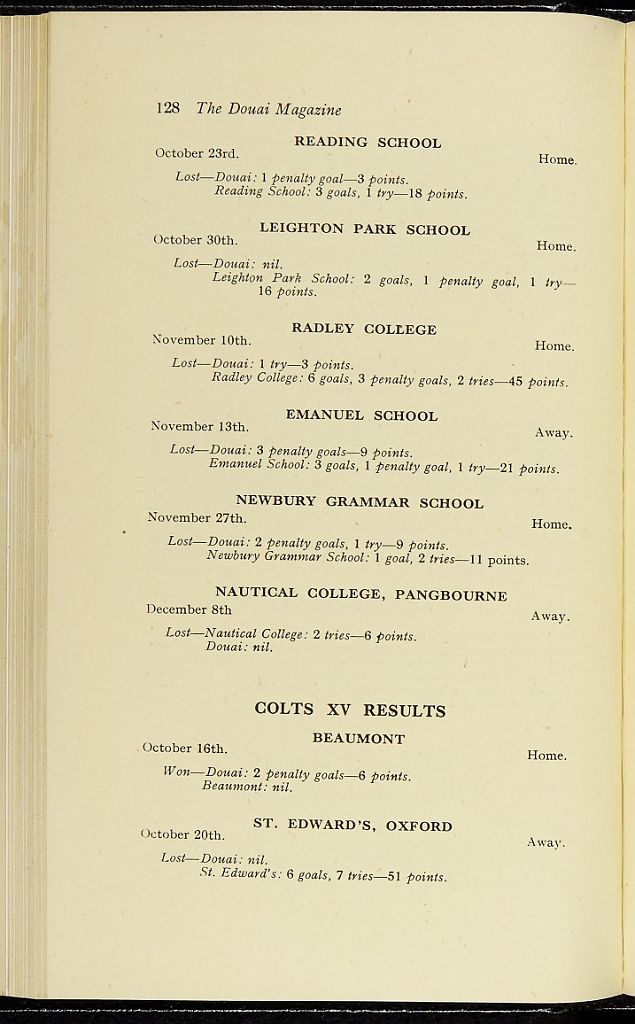 128 The Douai Magazine
READING SCHOOL
October 23rd. Home.
Lost—Douai: 1 penalty goal—3 points.
Reading School: 3 goals, 1 try—18 points.
LEIGHTON PARK SCHOOL
October 30th. Home.
Lost—Douai: nil.
Leighton Park School: 2 goals, 1 penalty goal, 1 try—
16 points.
RADLEY COLLEGE
November 10th. Home.
Lost—Douai: 1 try—3 points.
Radley College: 6 goals, 3 penalty goals, 2 tries—45 points.
EMANUEL SCHOOL
November 13th. Away.
Lost—Douai: 3 penalty goals—9 points.
Emanuel School: 3 goals, 1 penalty goal, 1 try—21 points.
NEWBURY GRAMMAR SCHOOL
November 27th. Home.
Lost—Douai: 2 penalty goals, 1 try—9 points.
Newbury Grammar School: 1 goal, 2 tries—11 points.
NAUTICAL COLLEGE, PANGBOURNE
December 8th Away.
Lost—Nautical College: 2 tries—6 points.
Douai: nil.
COLTS XV RESULTS
BEAUMONT
October 16th. Home.
Won—Douai: 2 penalty goals—6 points.
Beaumont: nil.
ST. EDWARD'S, OXFORD
October 20th. Away.
Lost—Douai: nil.
St. Edward's: 6 goals, 7 tries—51 points.